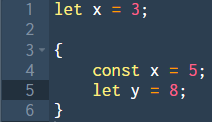 1 let x = 3;
2
3 {
4     const x = 5;
5     let y = 8;
6 }